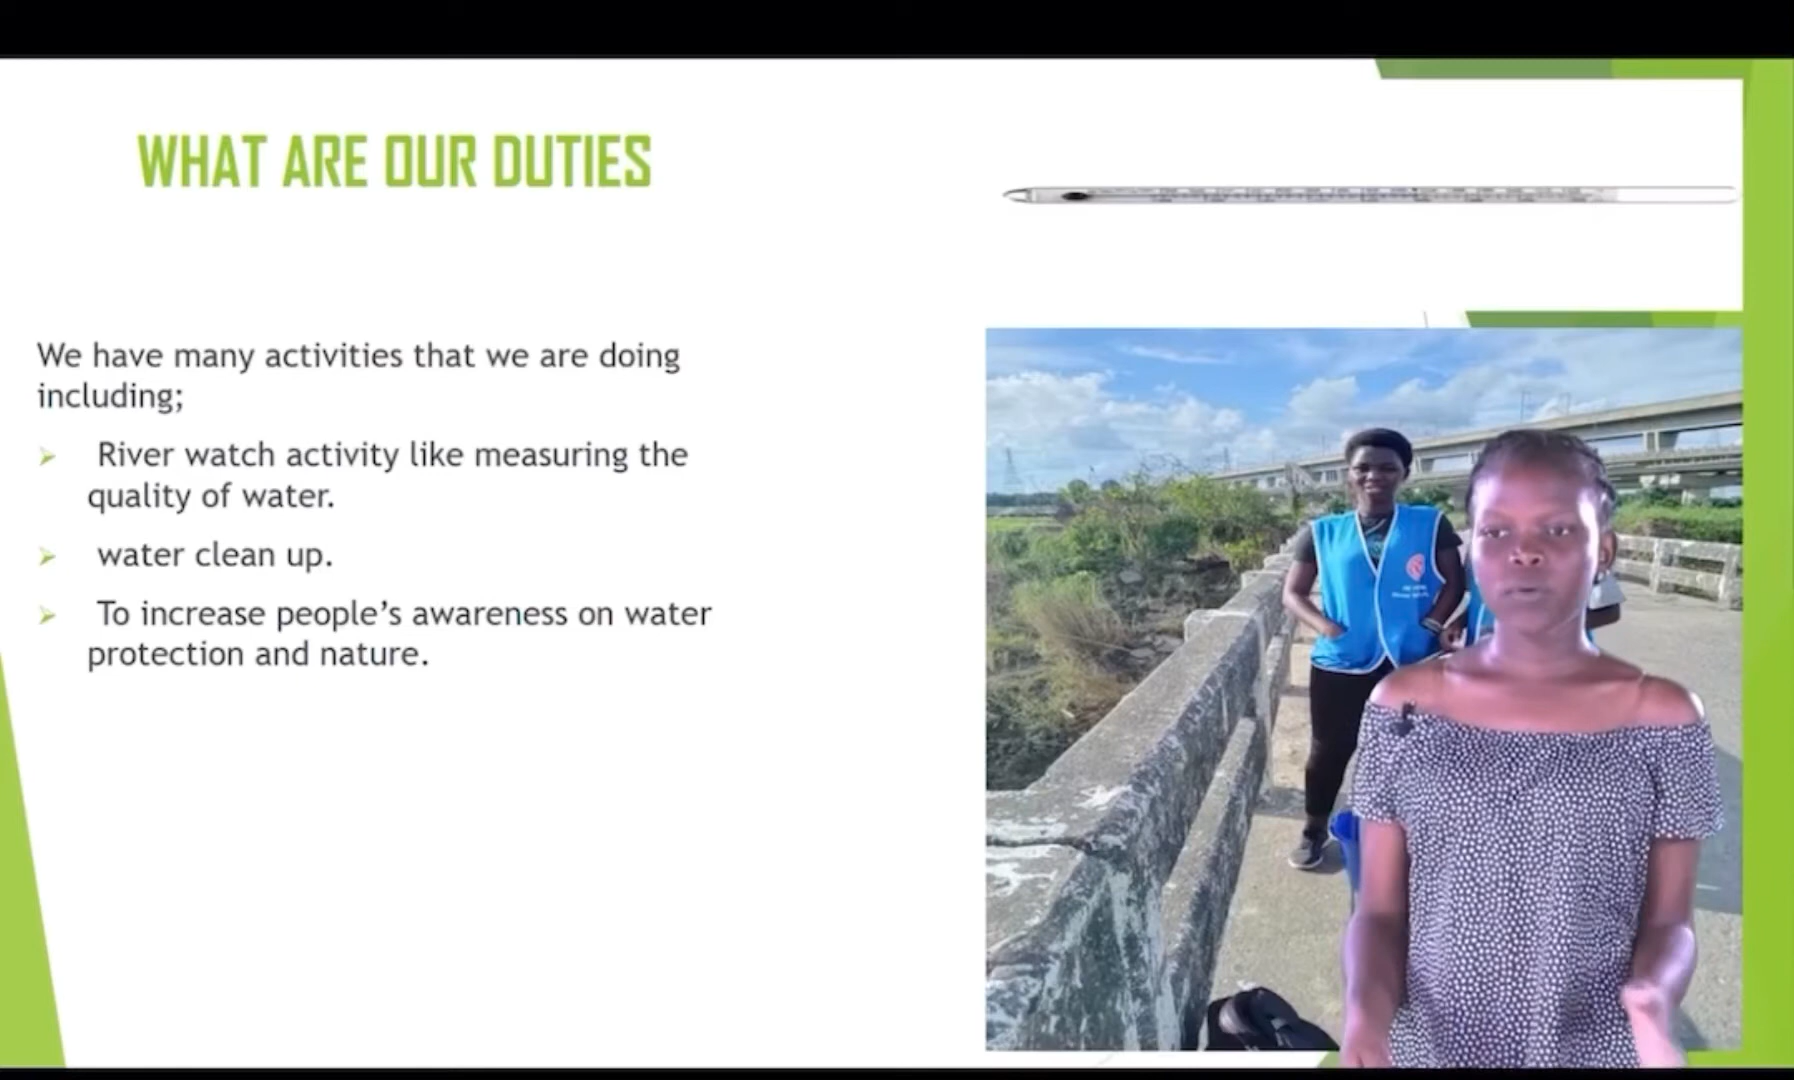 WHAT ARE OUR DUTIES
We have many activities that we are doing
including;
River watch activity like measuring the
quality of water.
water clean up.
To increase people’s awareness on water
protection and nature.